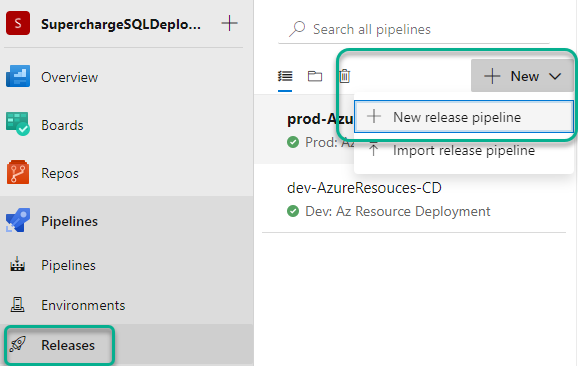 S SuperchargeSQLDeplo...
Overview
Boards
Repos
Pipelines
Pipelines
Environments
Releases
Search all pipelines
New
New release pipeline
Import release pipeline
prod-Azu
Prod: Az
dev-AzureResouces-CD
Dev: Az Resource Deployment